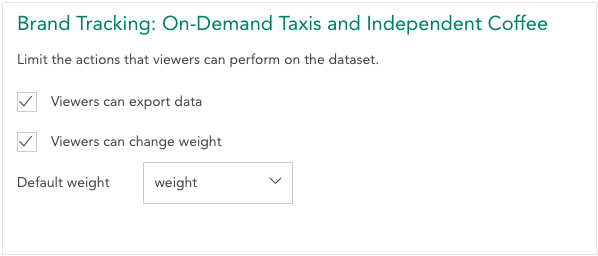 Brand Tracking: On-Demand Taxis and Independent Coffee
Limit the actions that viewers can perform on the dataset.
Viewers can export data
Viewers can change weight
Default weight weight